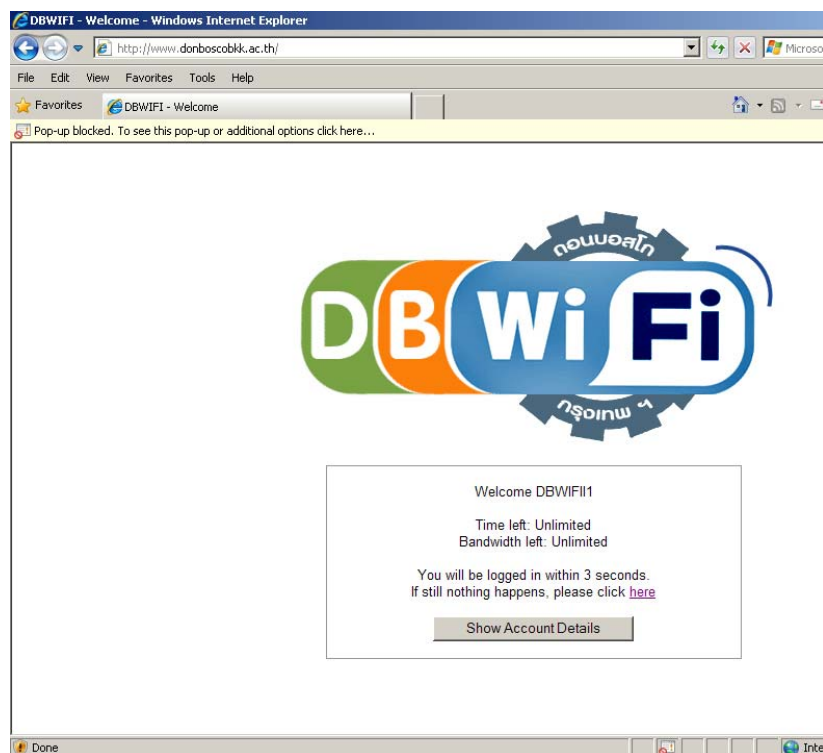 DBWIFI - Welcome - Windows Internet Explorer
http://www.donboscobkk.ac.th/
Microso
File Edit View Favorites Tools Help
Favorites DBWIFI - Welcome
Pop-up blocked. To see this pop-up or additional options click here...
ดอนบอสโก
DB WiFi
กรุงเทพ ฯ
Welcome DBWIFII1
Time left: Unlimited
Bandwidth left: Unlimited
You will be logged in within 3 seconds.
If still nothing happens, please click here
Show Account Details
Done
Inte